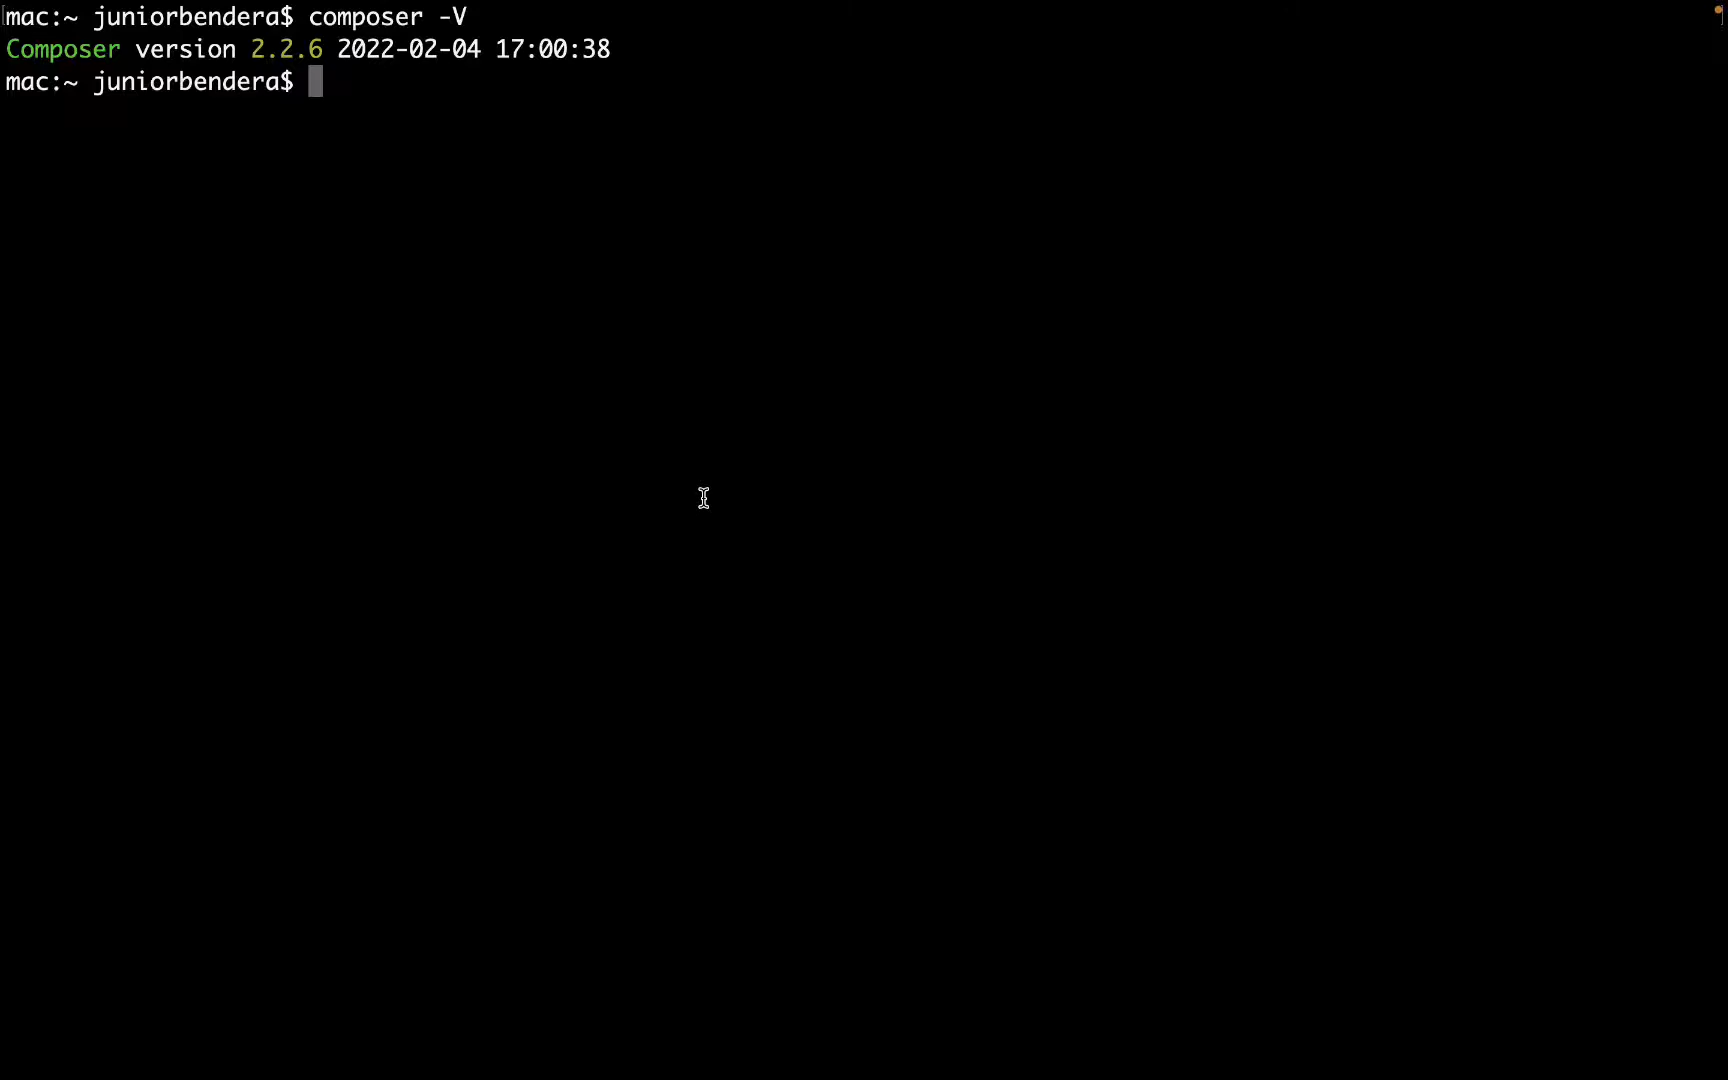 mac:~ juniorbendera$ composer -V
Composer version 2.2.6 2022-02-04 17:00:38
mac:~ juniorbendera$